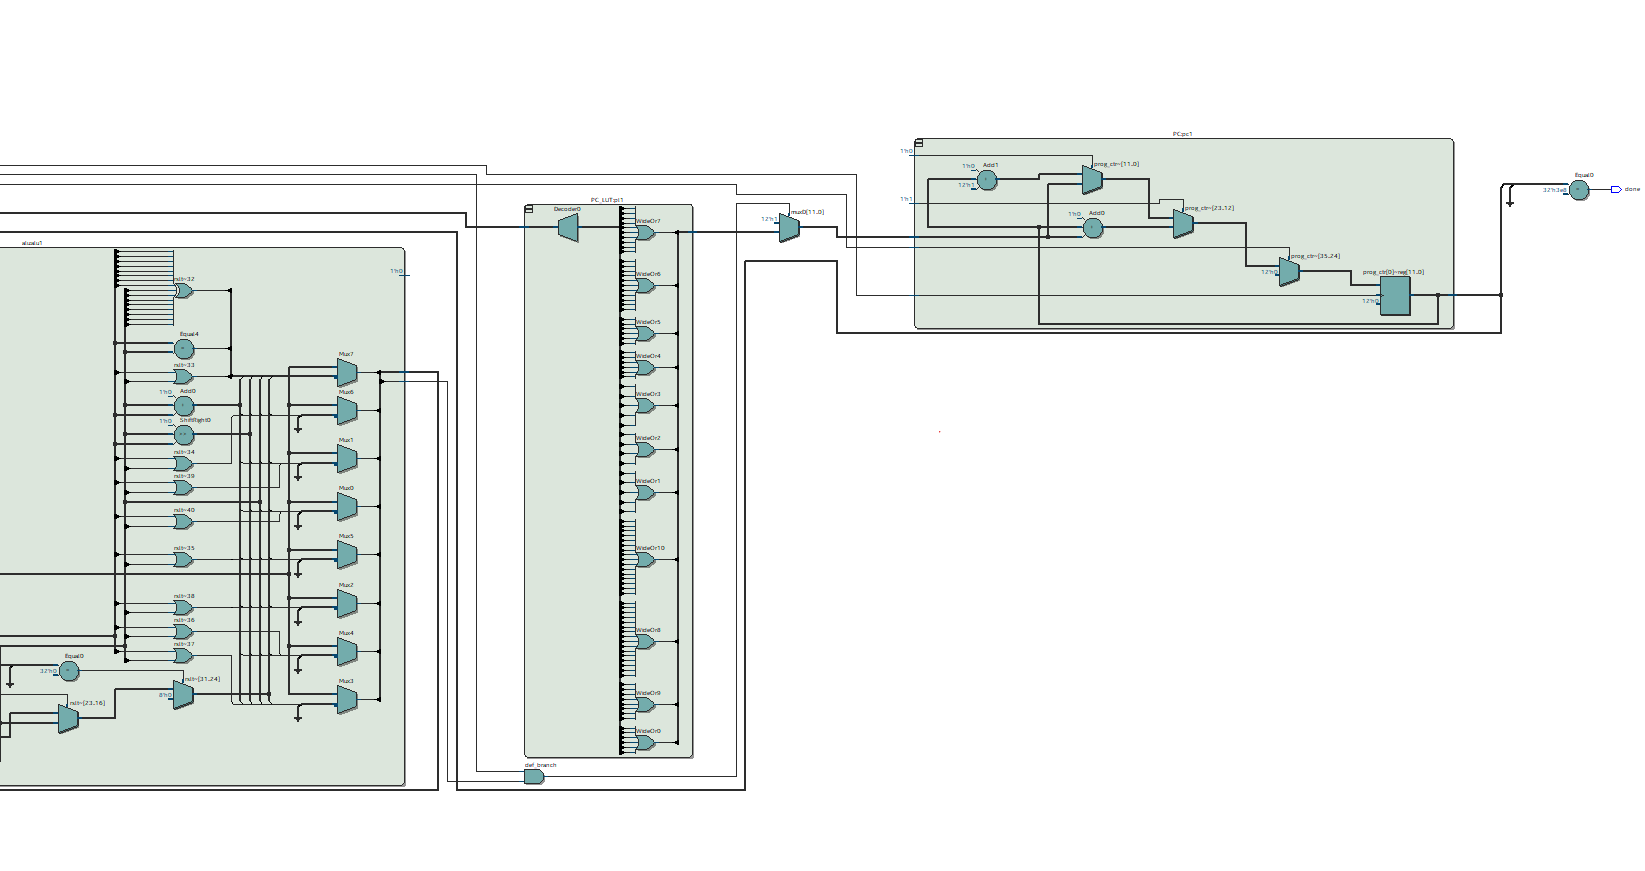 alu:alu1
1'h0
rslt~32
Equal4
=
rslt~33
1'h0
Add0
+
1'h0
ShiftRight0
>>
rslt~34
rslt~39
rslt~40
rslt~35
rslt~38
rslt~36
rslt~37
Equal0
32'h0
=
rslt~[31..24]
8'h0
rslt~[23..16]
Mux7
Mux6
Mux1
Mux0
Mux5
Mux2
Mux4
Mux3
PC_LUT:pl1
Decoder0
WideOr7
WideOr6
WideOr5
WideOr4
WideOr3
WideOr2
WideOr1
WideOr10
WideOr8
WideOr9
WideOr0
def_branch
mux0[11..0]
12'h1
PC:pc1
1'h0
1'h1
Add1
1'h0
12'h1
+
prog_ctr~[11..0]
1'h0
Add0
+
prog_ctr~[23..12]
prog_ctr~[35..24]
12'h0
prog_ctr[0]~reg[11..0]
12'h0
Equal0
32'h3e8
=
done